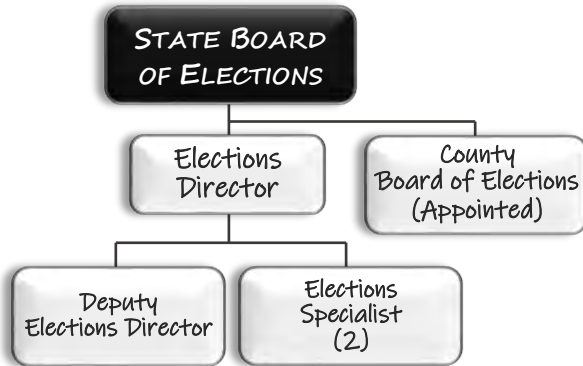 STATE BOARD
OF ELECTIONS
Elections
Director
County
Board of Elections
(Appointed)
Deputy
Elections Director
Elections
Specialist
(2)